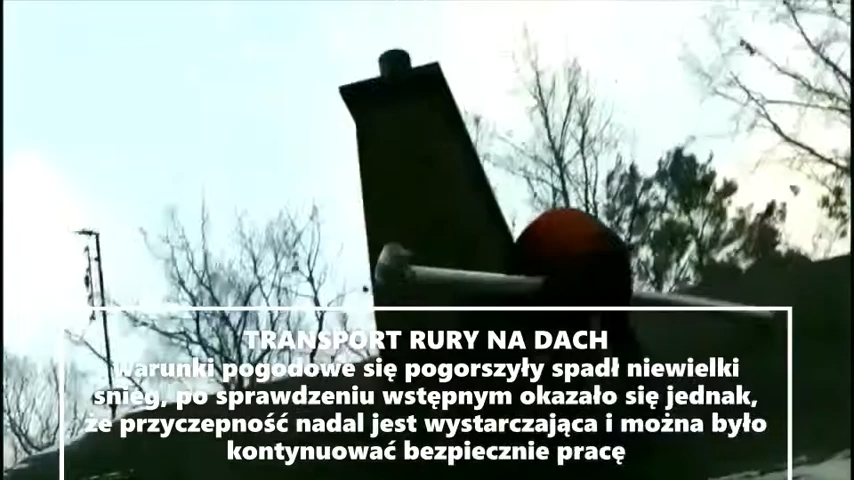 TRANSPORT RURY NA DACH
warunki pogodowe się pogorszyły spadł niewielki
śnieg, po sprawdzeniu wstępnym okazało się jednak,
że przyczepność nadal jest wystarczająca i można było
kontynuować bezpiecznie pracę